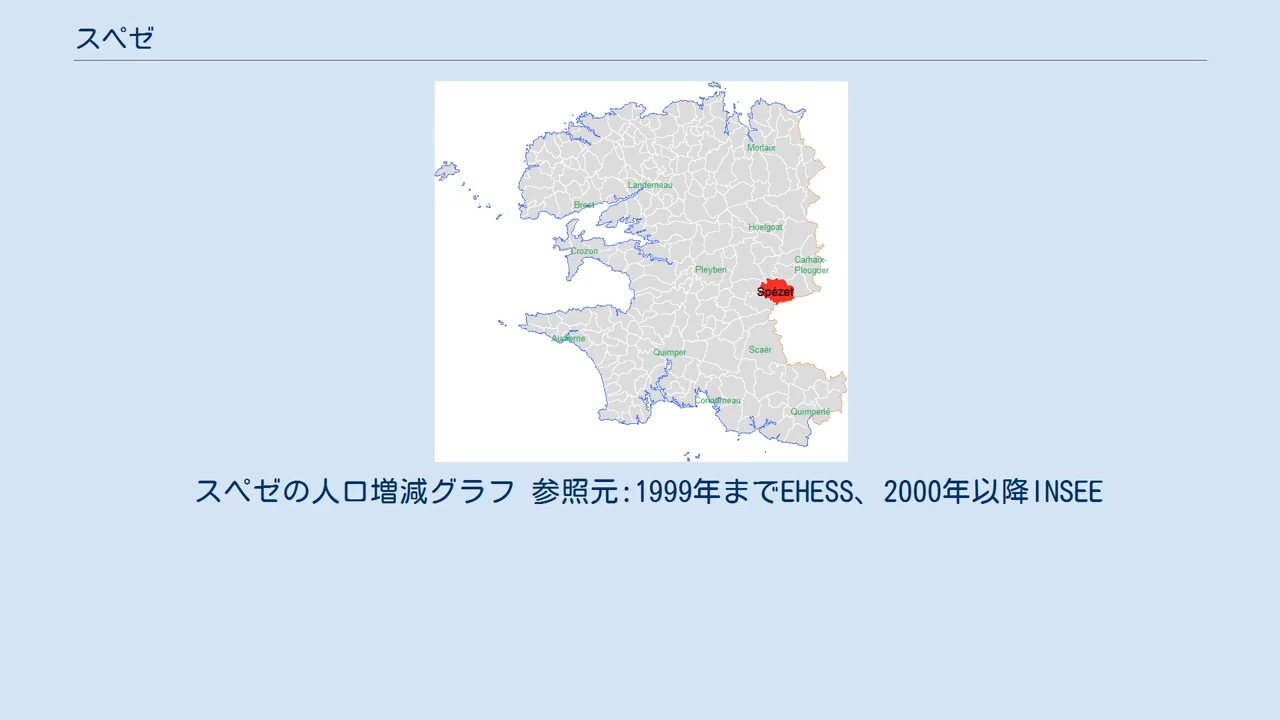 スペゼ
Morlaix
Landerneau
Brest
Huelgoat
Crozon
Carhaix-
Plouguer
Pleyben
Spézet
Audierne
Scaër
Quimper
Concarneau
Quimperlé
スペゼの人口増減グラフ 参照元:1999年までEHESS、2000年以降INSEE